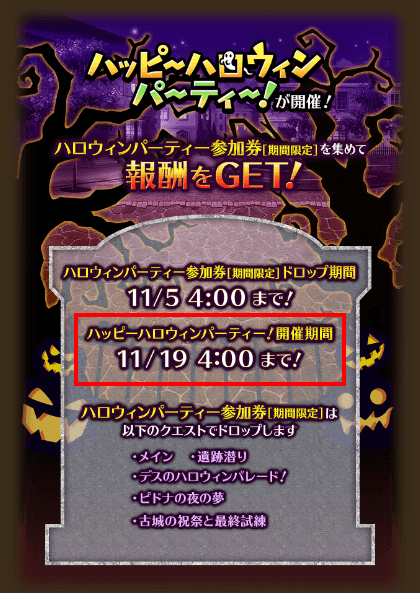 ハッピ〜ハロウィン
パ〜ティ〜!が開催!
ハロウィンパーティー参加券[期間限定]を集めて
報酬をGET!
ハロウィンパーティー参加券[期間限定]ドロップ期間
11/5 4:00 まで!
ハッピーハロウィンパーティー!開催期間
11/19 4:00 まで!
ハロウィンパーティー参加券[期間限定]は
以下のクエストでドロップします
・メイン ・遺跡潜り
・デスのハロウィンパレード!
・ピドナの夜の夢
・古城の祝祭と最終試練